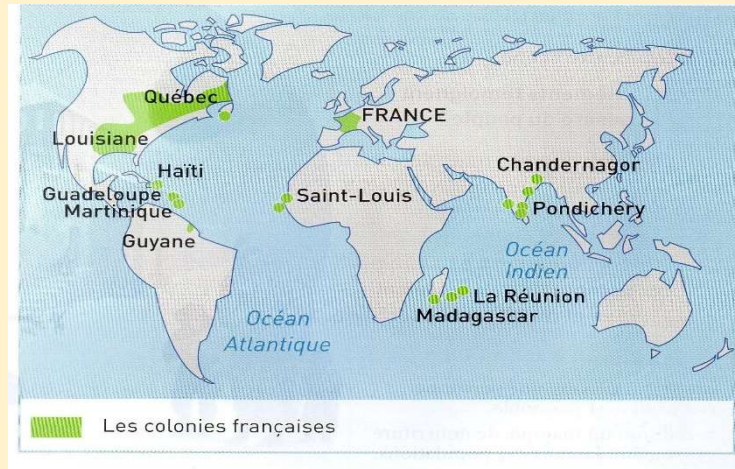 Québec
FRANCE
Louisiane
Chandernagor
Haïti
Saint-Louis
Guadeloupe
Martinique
Pondichéry
Guyane
Océan
Indien
La Réunion
Madagascar
Océan
Atlantique
Les colonies françaises